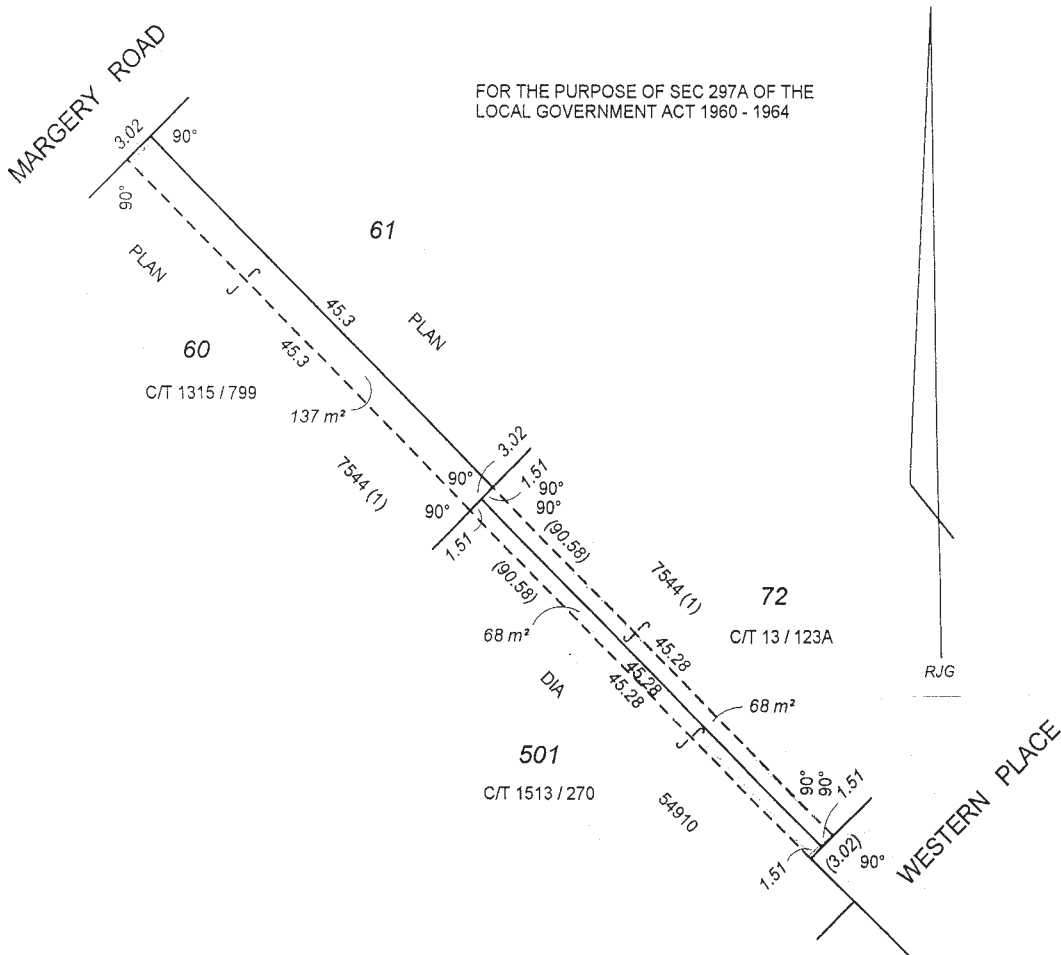 MARGERY ROAD
FOR THE PURPOSE OF SEC 297A OF THE
LOCAL GOVERNMENT ACT 1960 - 1964
3.02
90°
90°
PLAN
61
45.3
PLAN
60
45.3
C/T 1315 / 799
137 m²
7544 (1)
3.02
90°
1.51
90°
90°
90°
1.51
(90.58)
(90.58)
7544 (1)
72
C/T 13 / 123A
68 m²
45.28
45.28
45.28
DIA
68 m²
RJG
501
C/T 1513 / 270
54910
90°
90°
1.51
(3.02)
90°
1.51
WESTERN PLACE